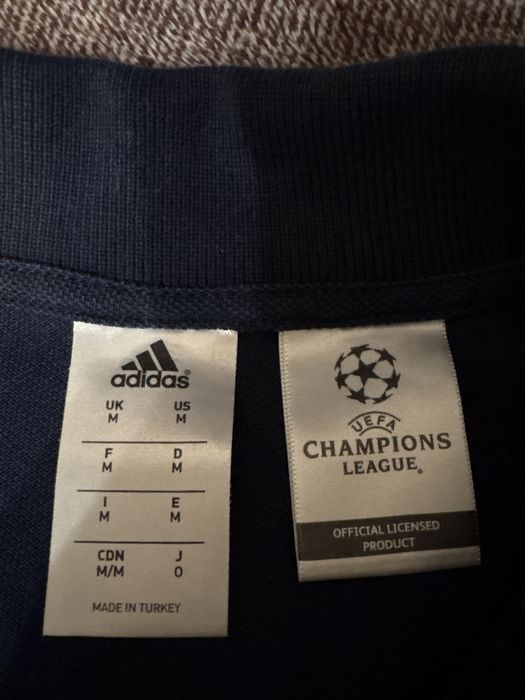 adidas
UK US
M M
F D
M M
I E
M M
CDN J
M/M O
MADE IN TURKEY
UEFA
CHAMPIONS
LEAGUE®
OFFICIAL LICENSED
PRODUCT